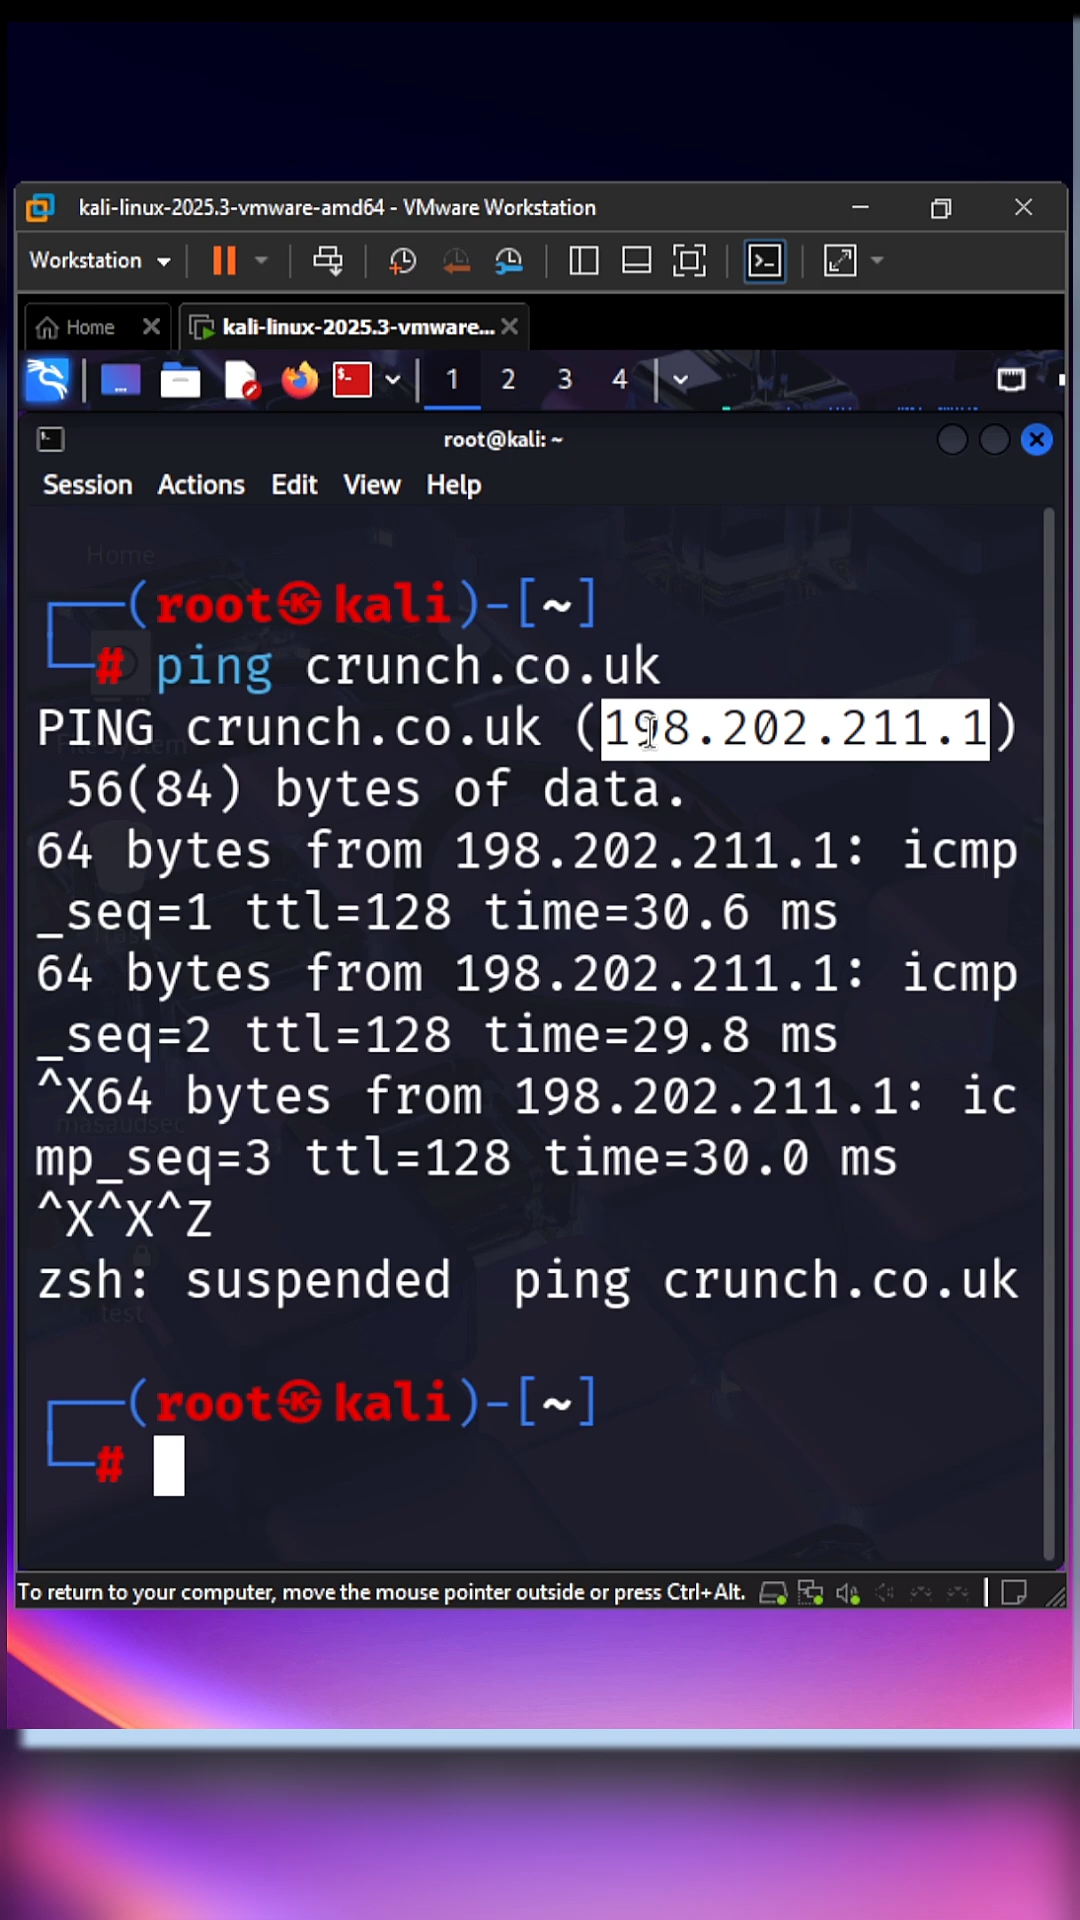 kali-linux-2025.3-vmware-amd64 - VMware Workstation
Workstation
Home
kali-linux-2025.3-vmware...
1 2 3 4
root@kali: ~
Session Actions Edit View Help
Home
┌──(root㉿kali)-[~]
└─# ping crunch.co.uk
PING crunch.co.uk (198.202.211.1)
56(84) bytes of data.
64 bytes from 198.202.211.1: icmp
_seq=1 ttl=128 time=30.6 ms
64 bytes from 198.202.211.1: icmp
_seq=2 ttl=128 time=29.8 ms
^X64 bytes from 198.202.211.1: ic
mp_seq=3 ttl=128 time=30.0 ms
^X^X^Z
zsh: suspended  ping crunch.co.uk
test
┌──(root㉿kali)-[~]
└─#
To return to your computer, move the mouse pointer outside or press Ctrl+Alt.